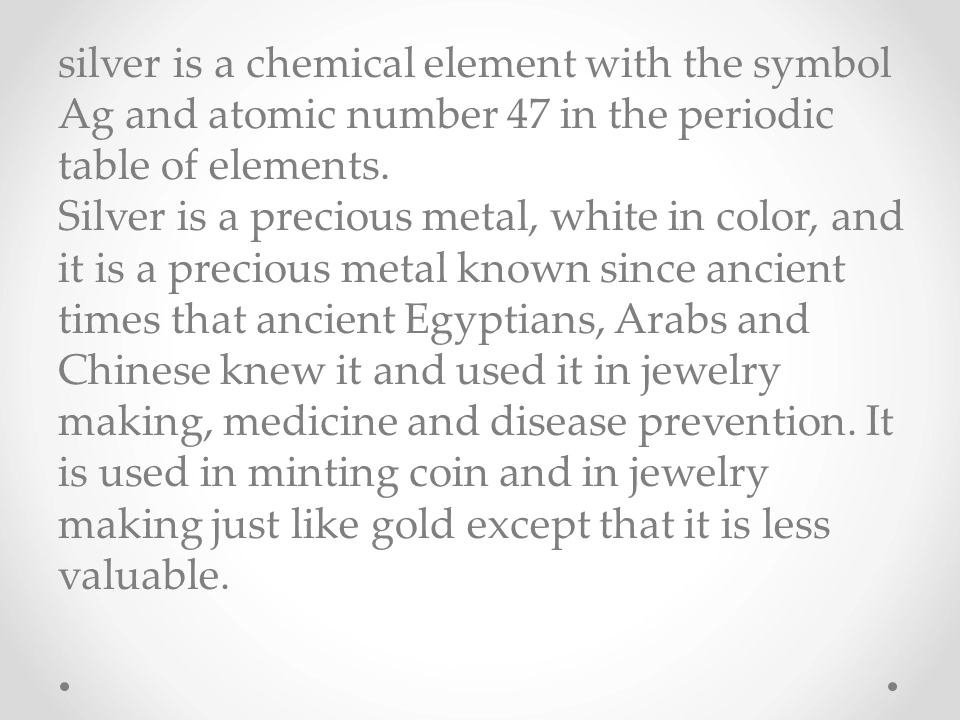 silver is a chemical element with the symbol
Ag and atomic number 47 in the periodic
table of elements.
Silver is a precious metal, white in color, and
it is a precious metal known since ancient
times that ancient Egyptians, Arabs and
Chinese knew it and used it in jewelry
making, medicine and disease prevention. It
is used in minting coin and in jewelry
making just like gold except that it is less
valuable.